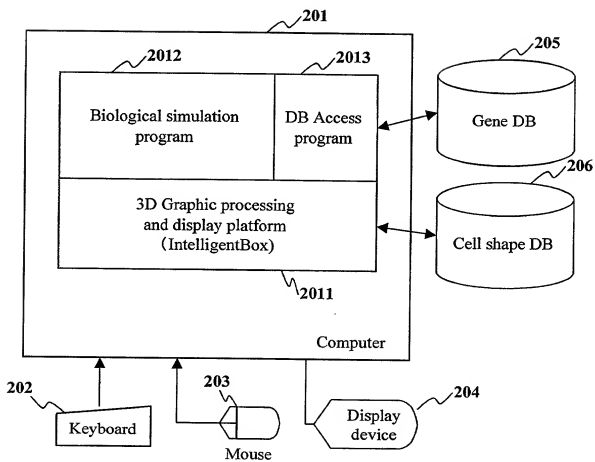 201
2012
2013
205
Biological simulation
program
DB Access
program
Gene DB
206
3D Graphic processing
and display platform
(IntelligentBox)
Cell shape DB
2011
Computer
202
203
204
Keyboard
Mouse
Display
device